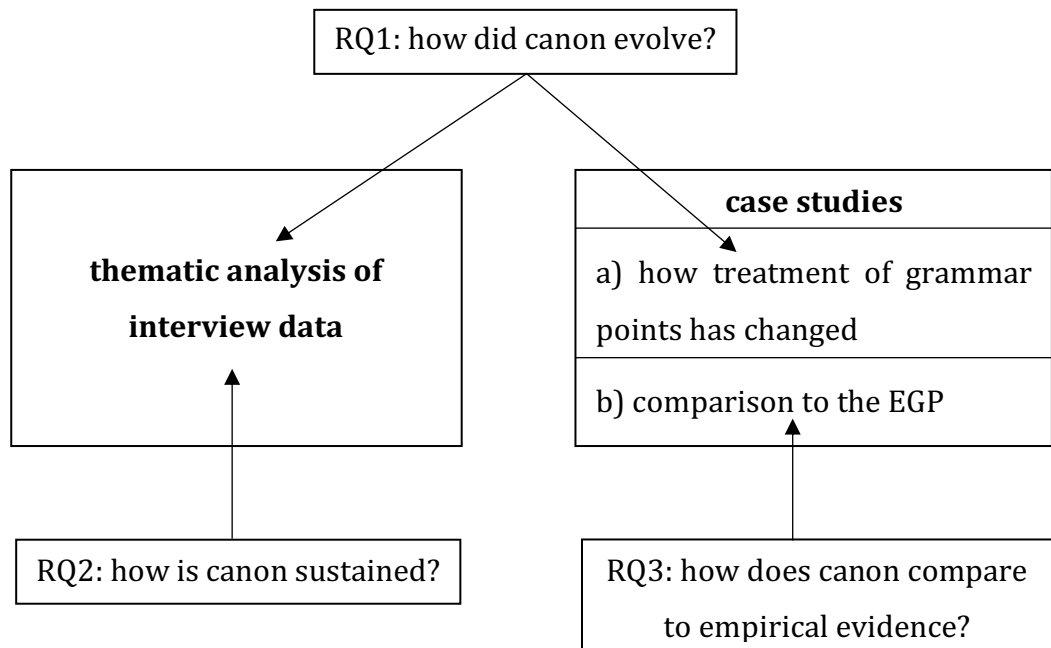 RQ1: how did canon evolve?
thematic analysis of
interview data
case studies
a) how treatment of grammar
points has changed
b) comparison to the EGP
RQ2: how is canon sustained?
RQ3: how does canon compare
to empirical evidence?